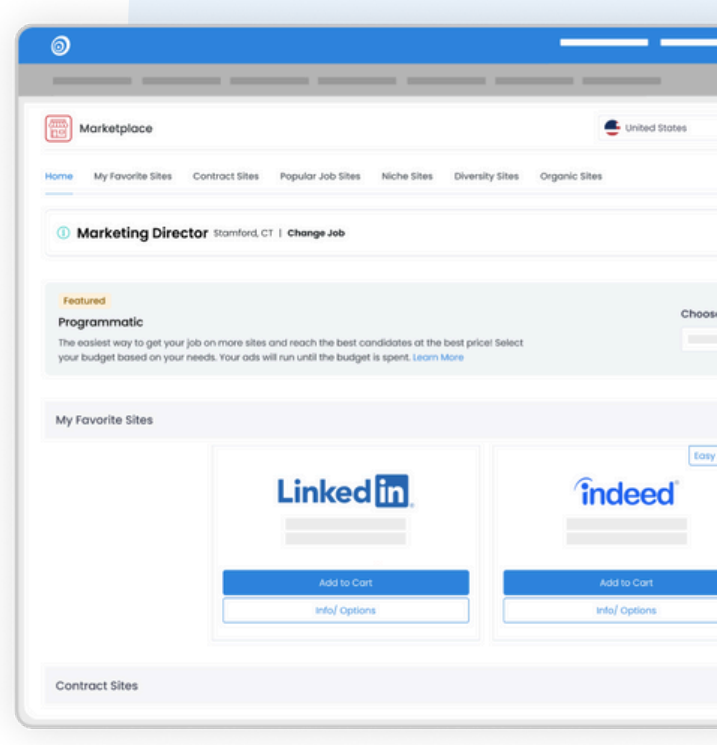 Marketplace
United States
Home My Favorite Sites Contract Sites Popular Job Sites Niche Sites Diversity Sites Organic Sites
Marketing Director Stamford, CT | Change Job
Featured
Programmatic
Choose
The easiest way to get your job on more sites and reach the best candidates at the best price! Select
your budget based on your needs. Your ads will run until the budget is spent. Learn More
My Favorite Sites
Easy
Linked in
indeed
Add to Cart
Add to Cart
Info/ Options
Info/ Options
Contract Sites